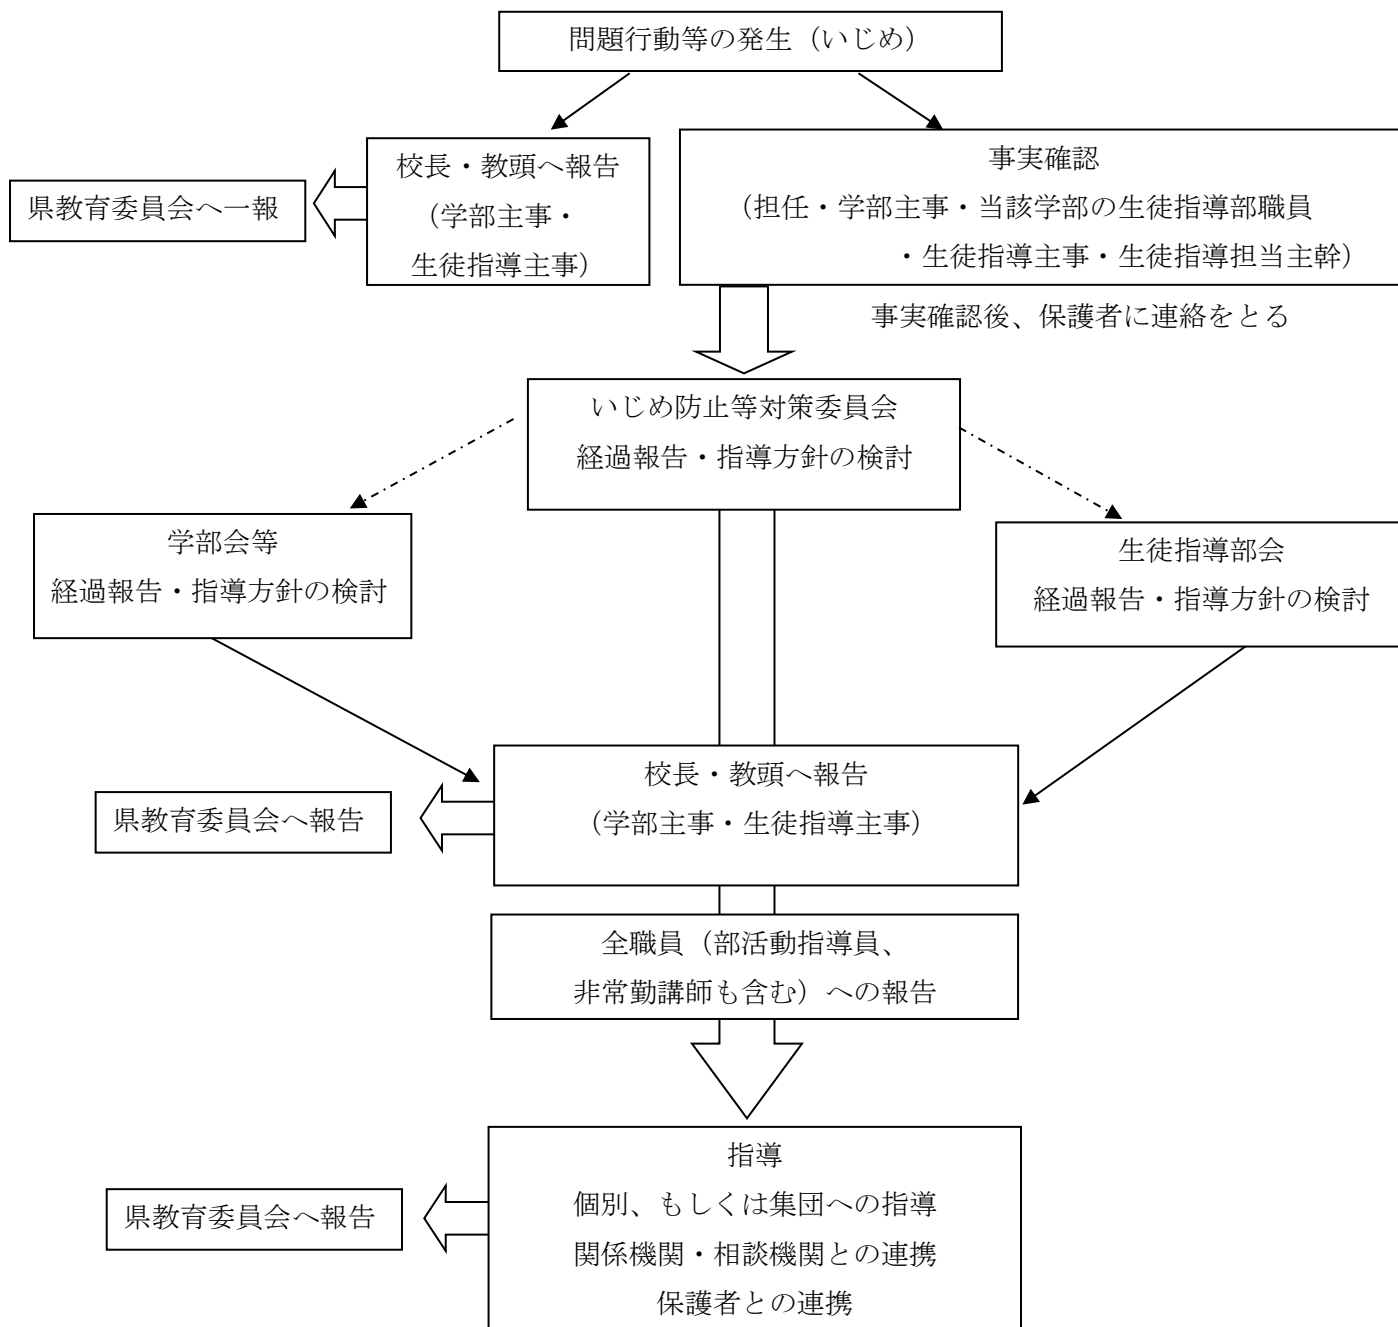 問題行動等の発生（いじめ）
校長・教頭へ報告
（学部主事・
生徒指導主事）
県教育委員会へ一報
事実確認
（担任・学部主事・当該学部の生徒指導部職員
・生徒指導主事・生徒指導担当主幹）
事実確認後、保護者に連絡をとる
いじめ防止等対策委員会
経過報告・指導方針の検討
学部会等
経過報告・指導方針の検討
生徒指導部会
経過報告・指導方針の検討
校長・教頭へ報告
（学部主事・生徒指導主事）
県教育委員会へ報告
全職員（部活動指導員、
非常勤講師も含む）への報告
指導
個別、もしくは集団への指導
関係機関・相談機関との連携
保護者との連携
県教育委員会へ報告